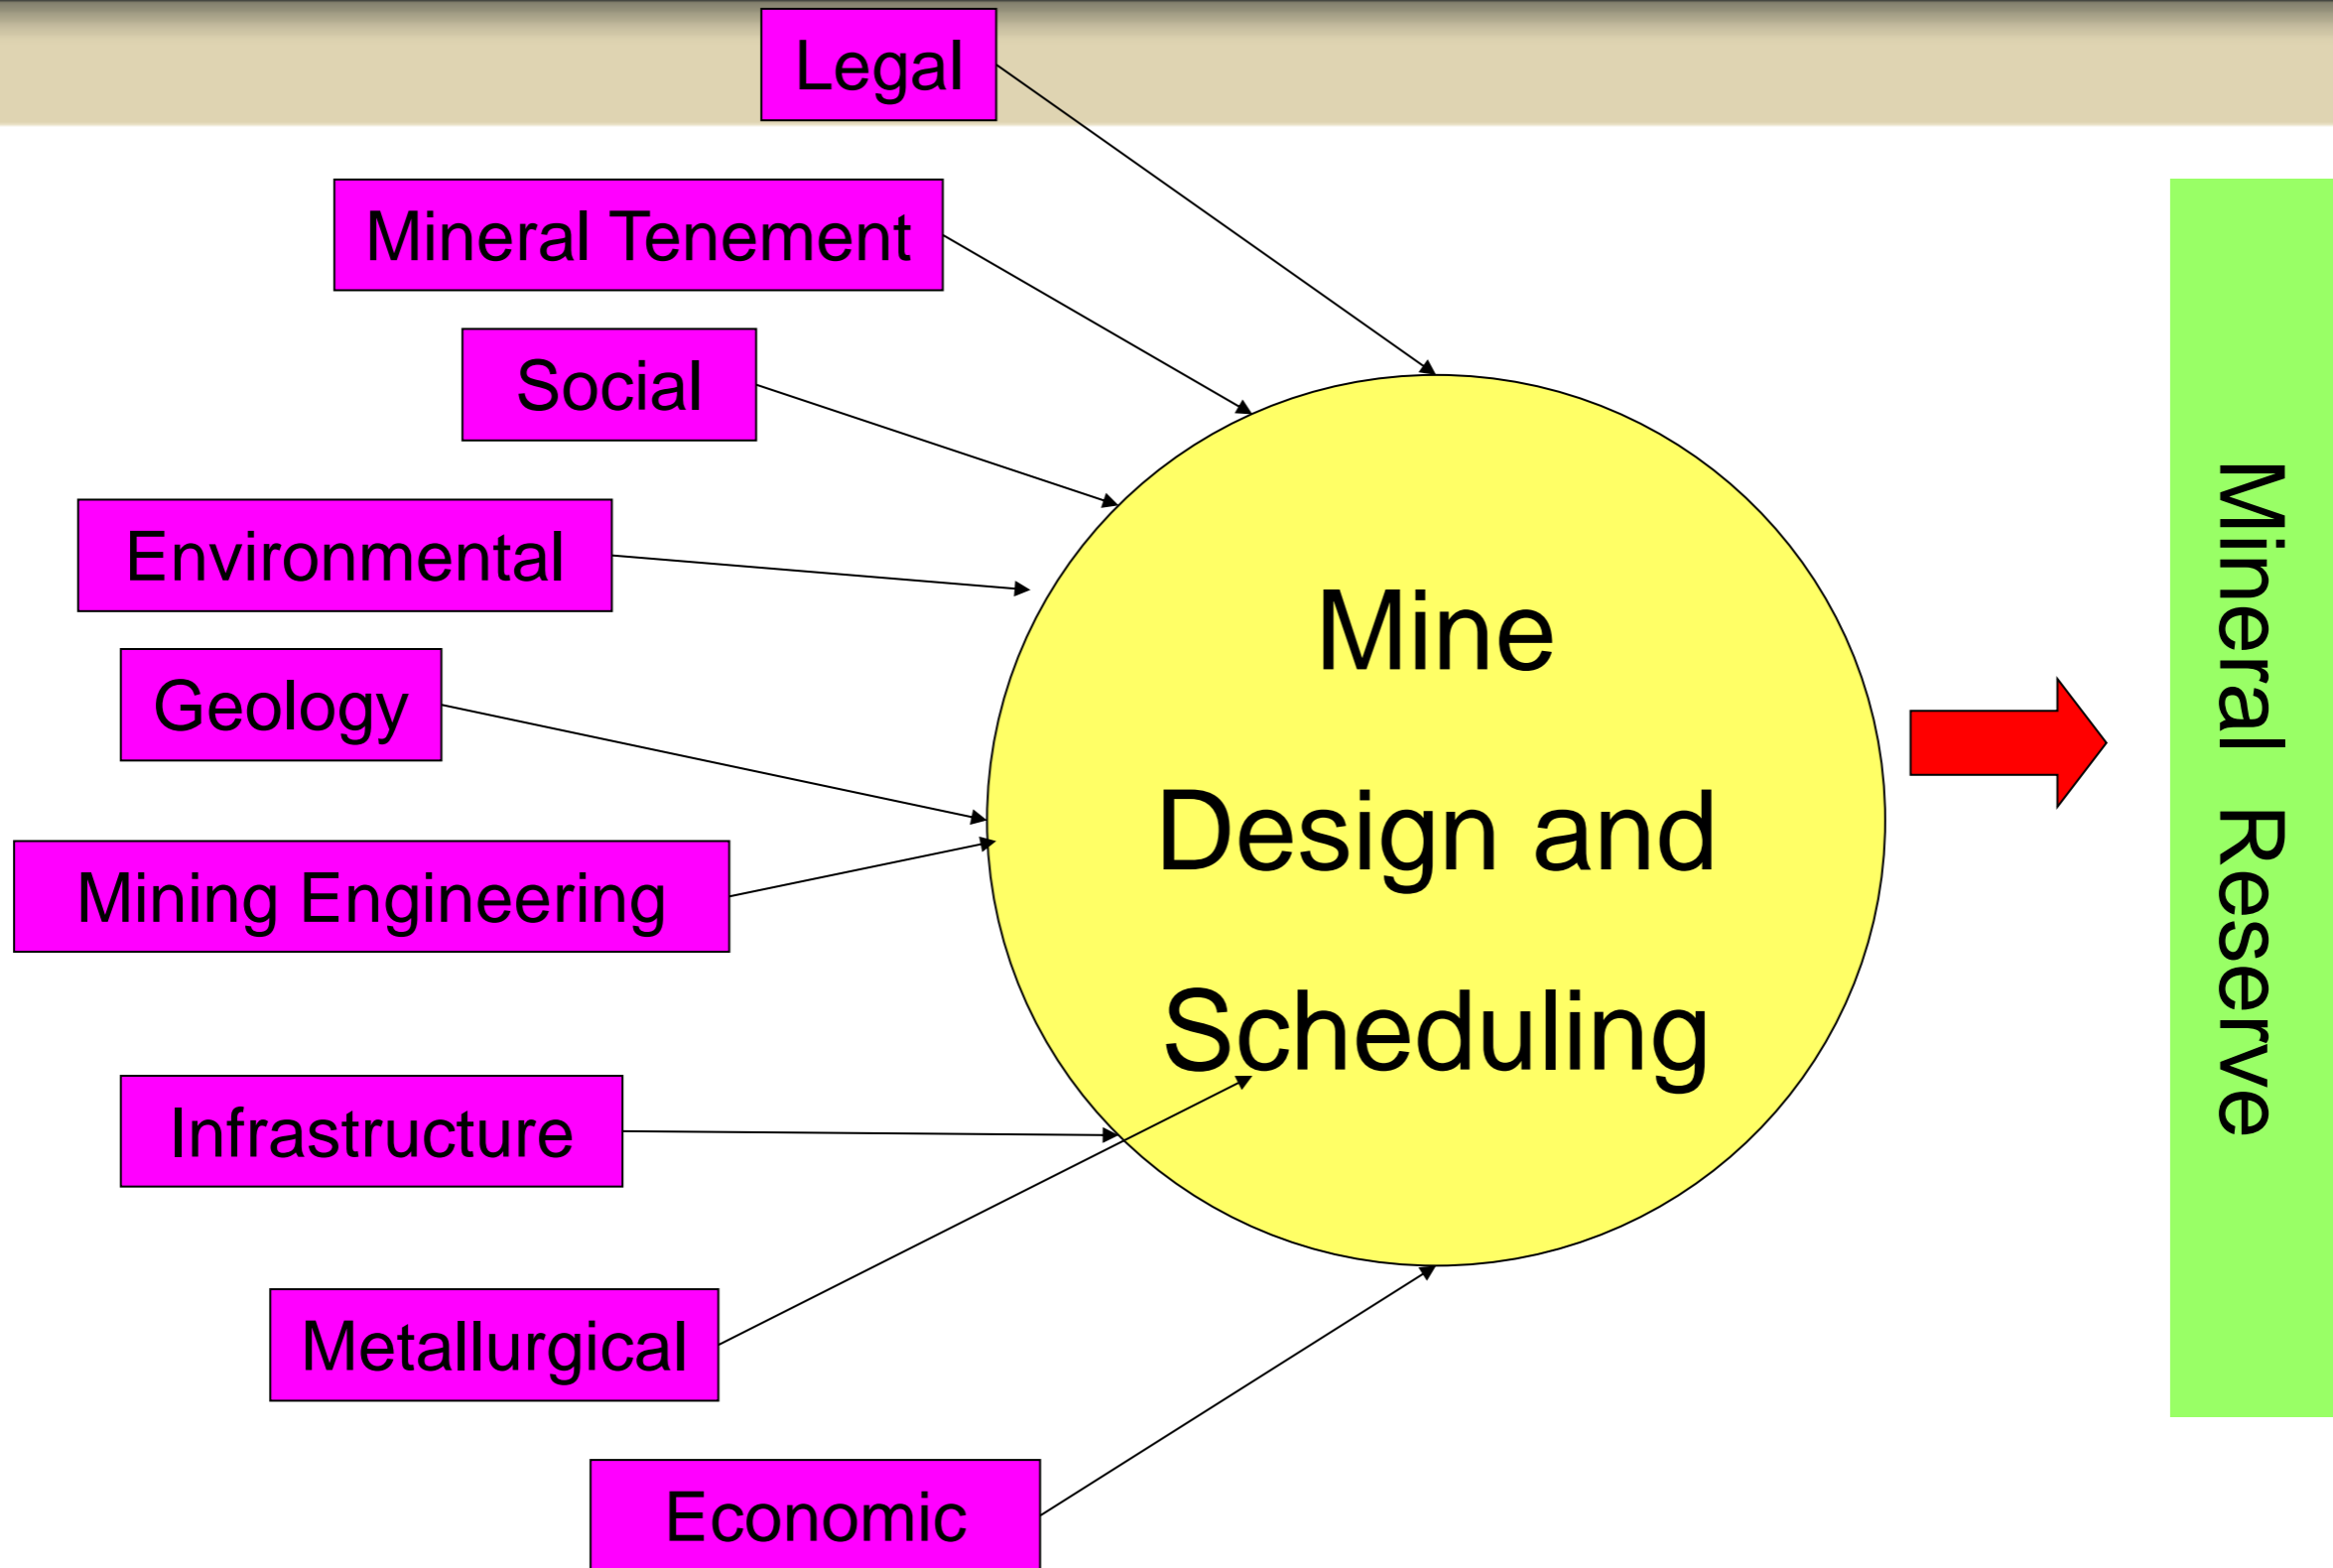 Legal
Mineral Tenement
Social
Environmental
Geology
Mining Engineering
Infrastructure
Metallurgical
Economic
Mine
Design and
Scheduling
Mineral Reserve